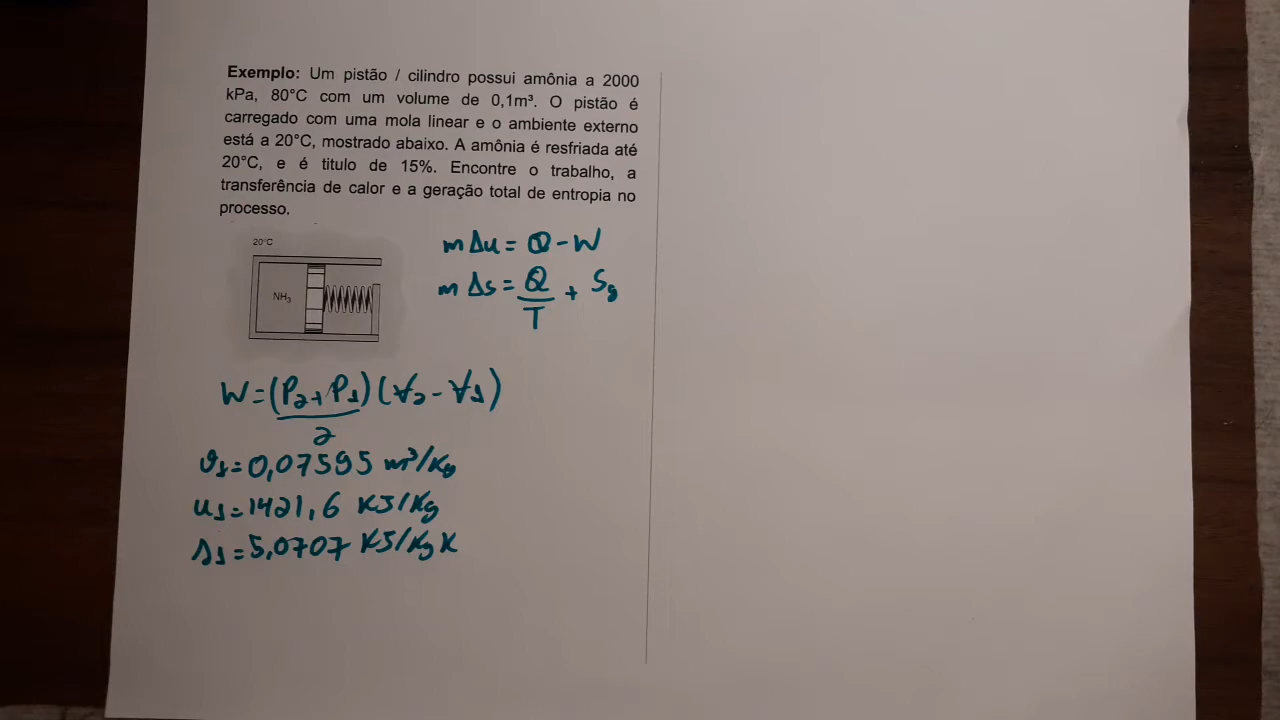 Exemplo: Um pistão / cilindro possui amônia a 2000
kPa, 80°C com um volume de 0,1m³. O pistão é
carregado com uma mola linear e o ambiente externo
está a 20°C, mostrado abaixo. A amônia é resfriada até
20°C, e é titulo de 15%. Encontre o trabalho, a
transferência de calor e a geração total de entropia no
processo.
20°C
NH₃
m Δu = Q - W
m Δs = Q/T + Sg
W = (P2 + P1)/2 (V2 - V1)
v1 = 0,07595 m³/Kg
u1 = 1421,6 KJ/Kg
s1 = 5,0707 KJ/Kg K